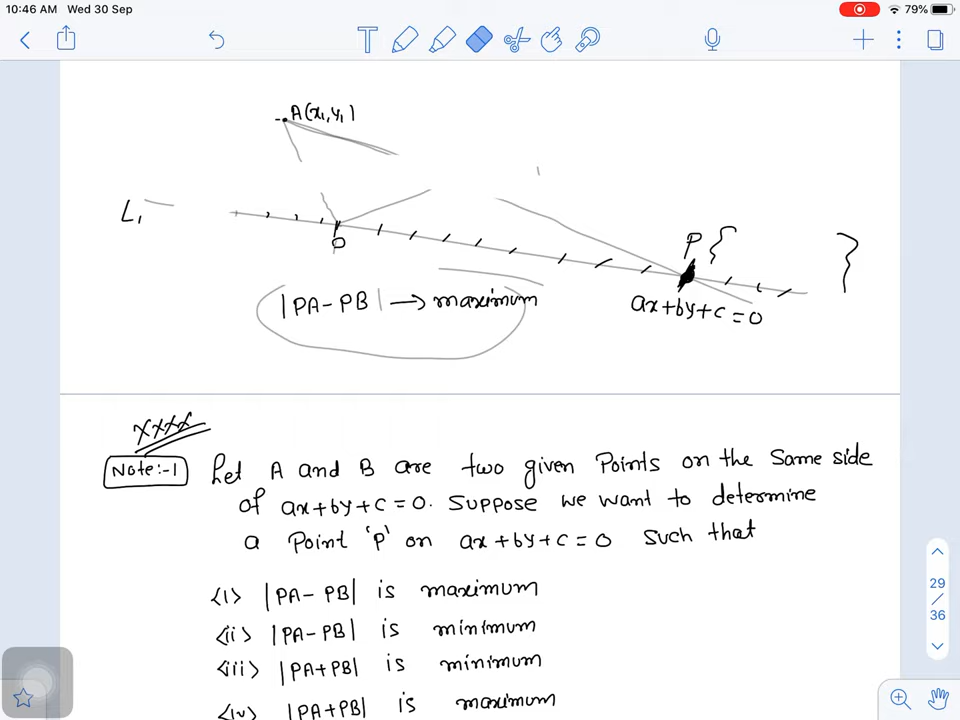 10:46 AM Wed 30 Sep
79%
A(x₁,y₁)
L₁
P
P {      }
|PA-PB| → maximum
ax+by+c=0
xxxx
Note:-1
Let A and B are two given Points on the Same side
of ax+by+c=0. Suppose we want to determine
a Point 'P' on ax+by+c=0 such that
<i> |PA-PB| is maximum
<ii> |PA-PB| is minimum
<iii> |PA+PB| is minimum
<iv> |PA+PB| is maximum
29
/
36